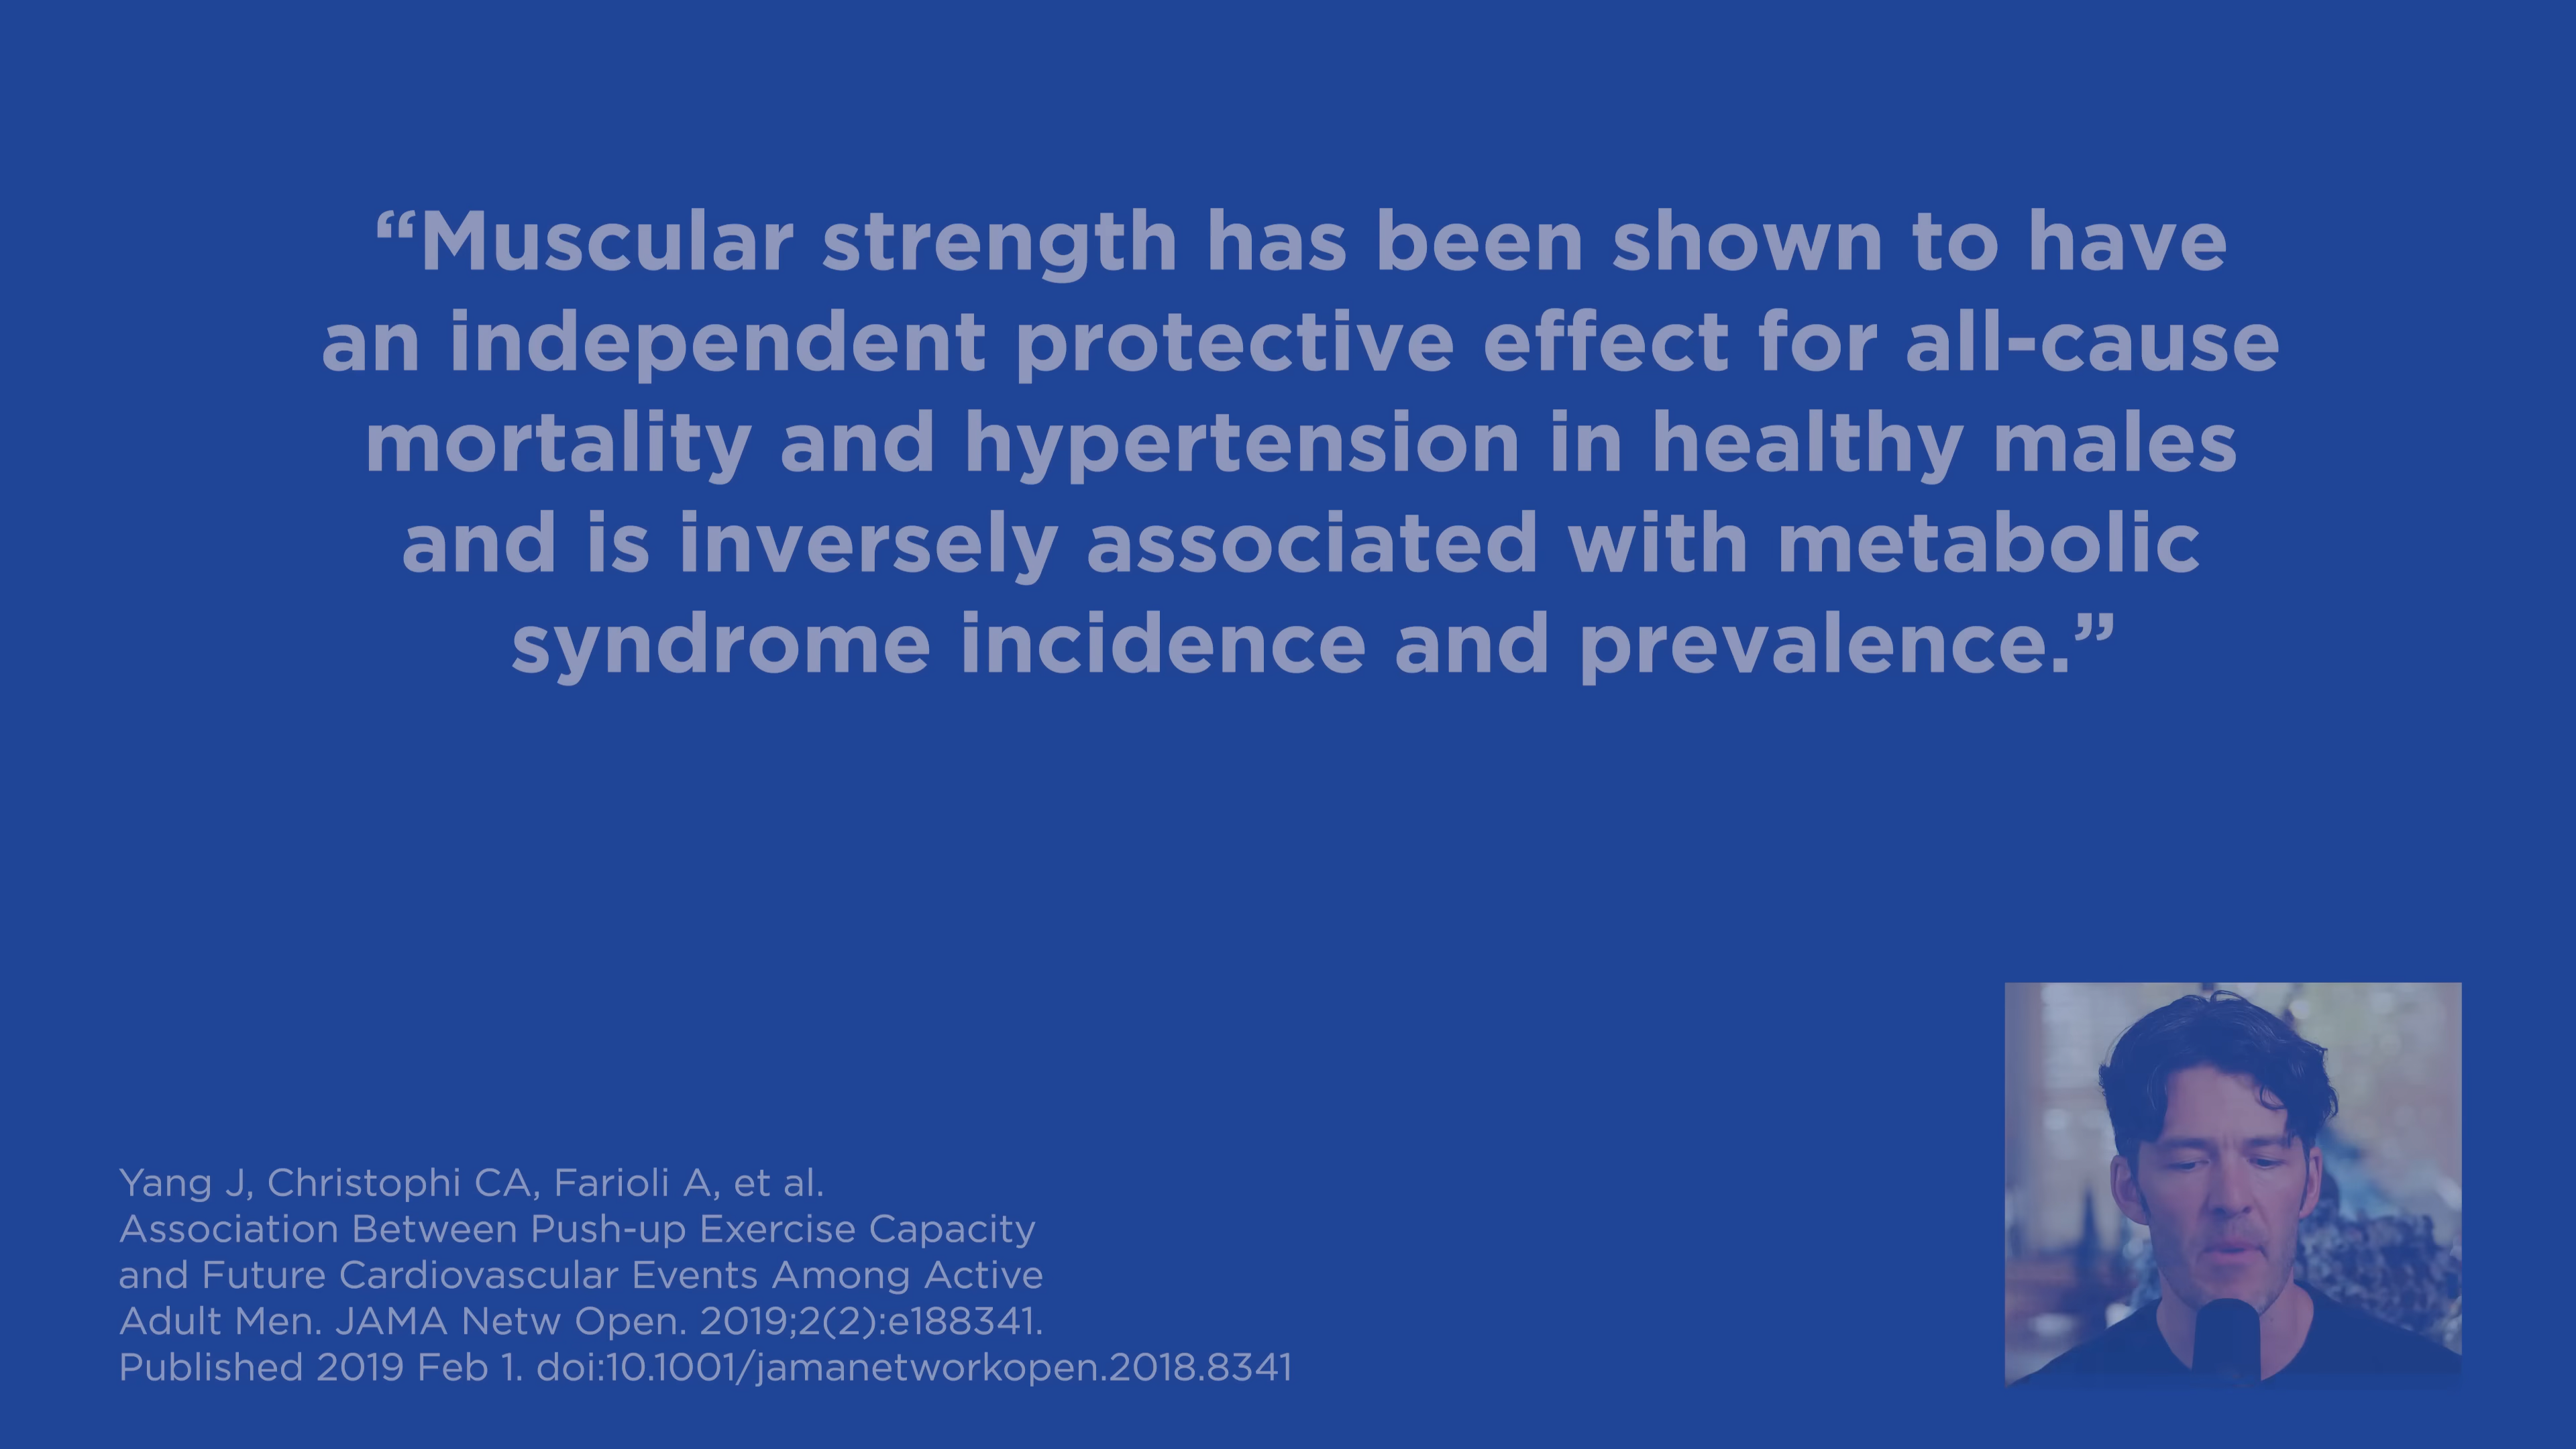 “Muscular strength has been shown to have
an independent protective effect for all-cause
mortality and hypertension in healthy males
and is inversely associated with metabolic
syndrome incidence and prevalence.”
Yang J, Christophi CA, Farioli A, et al.
Association Between Push-up Exercise Capacity
and Future Cardiovascular Events Among Active
Adult Men. JAMA Netw Open. 2019;2(2):e188341.
Published 2019 Feb 1. doi:10.1001/jamanetworkopen.2018.8341